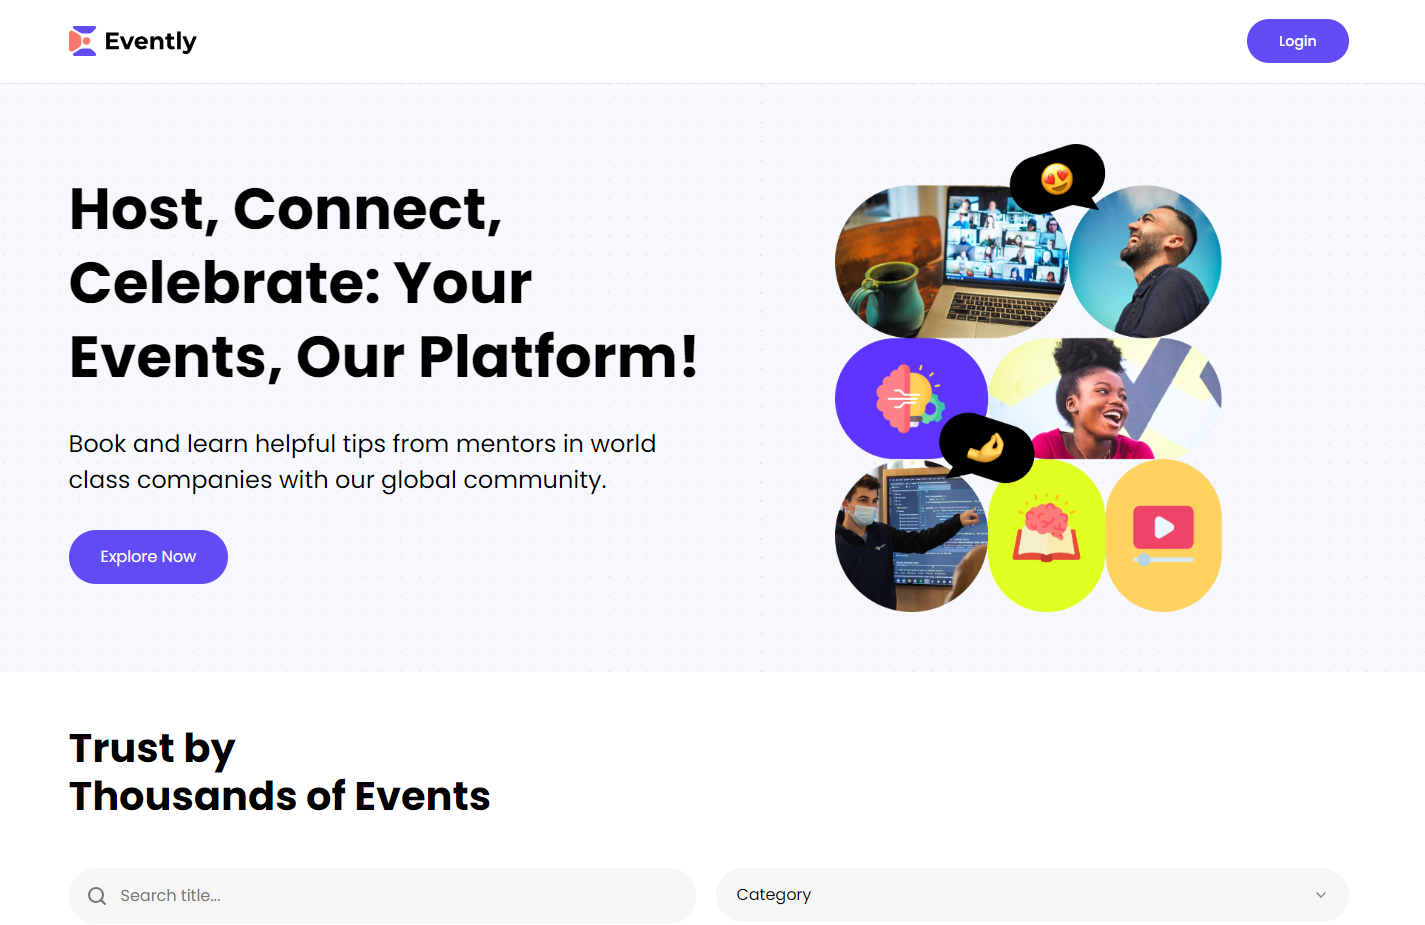 Evently
Login
Host, Connect,
Celebrate: Your
Events, Our Platform!
Book and learn helpful tips from mentors in world
class companies with our global community.
Explore Now
Trust by
Thousands of Events
Search title...
Category